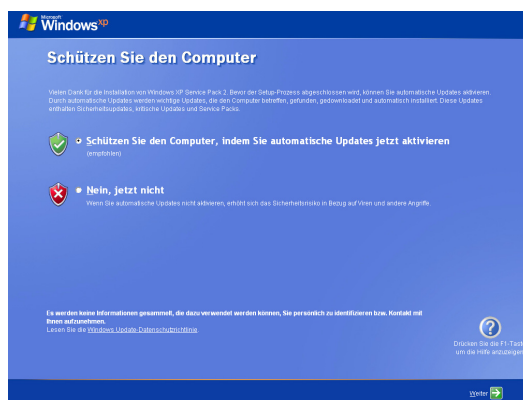 Microsoft
Windows xp
Schützen Sie den Computer
Vielen Dank für die Installation von Windows XP Service Pack 2. Bevor der Setup-Prozess abgeschlossen wird, können Sie automatische Updates aktivieren.
Durch automatische Updates werden wichtige Updates, die den Computer betreffen, gefunden, gedownloadet und automatisch installiert. Diese Updates
enthalten Sicherheitsupdates, kritische Updates und Service Packs.
Schützen Sie den Computer, indem Sie automatische Updates jetzt aktivieren
(empfohlen)
Nein, jetzt nicht
Wenn Sie automatische Updates nicht aktivieren, erhöht sich das Sicherheitsrisiko in Bezug auf Viren und andere Angriffe.
Es werden keine Informationen gesammelt, die dazu verwendet werden können, Sie persönlich zu identifizieren bzw. Kontakt mit
Ihnen aufzunehmen.
Lesen Sie die Windows Update-Datenschutzrichtlinie.
Drücken Sie die F1-Tast
um die Hilfe anzuzeigen
Weiter